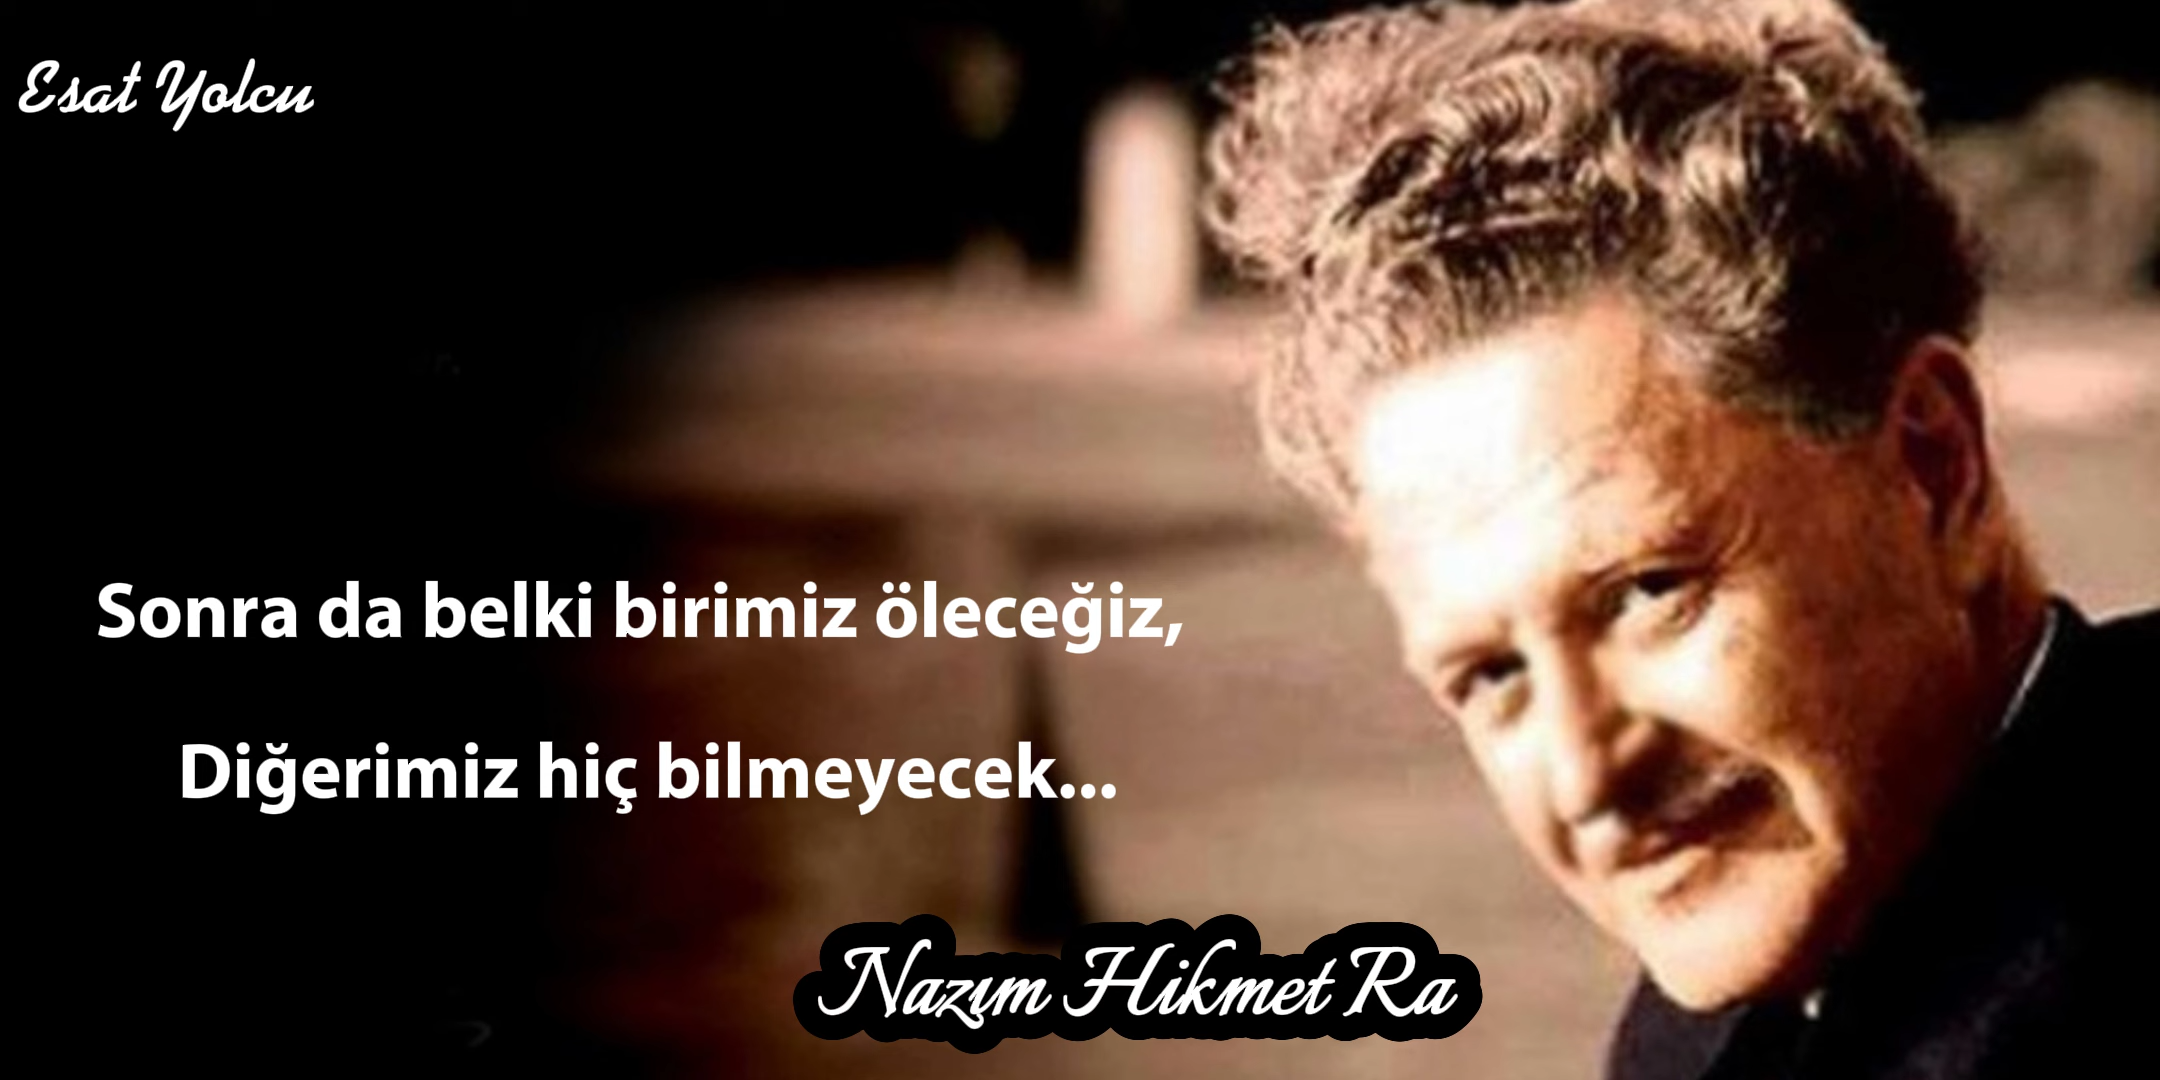 Esat Yolcu
Sonra da belki birimiz öleceğiz,
Diğerimiz hiç bilmeyecek...
Nazım Hikmet Ra